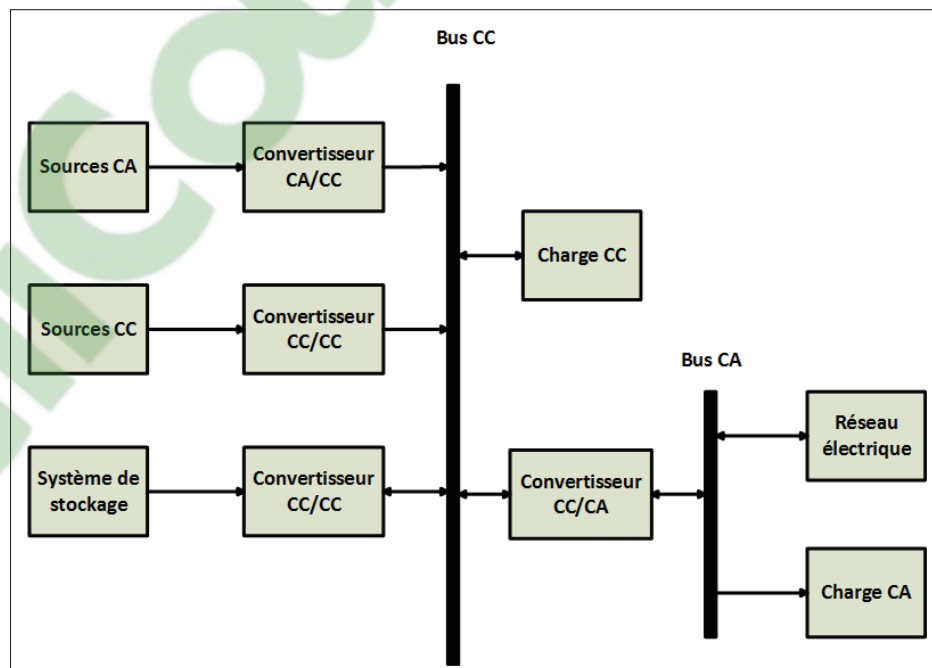 Bus CC
Sources CA
Convertisseur
CA/CC
Charge CC
Sources CC
Convertisseur
CC/CC
Bus CA
Réseau
électrique
Système de
stockage
Convertisseur
CC/CC
Convertisseur
CC/CA
Charge CA